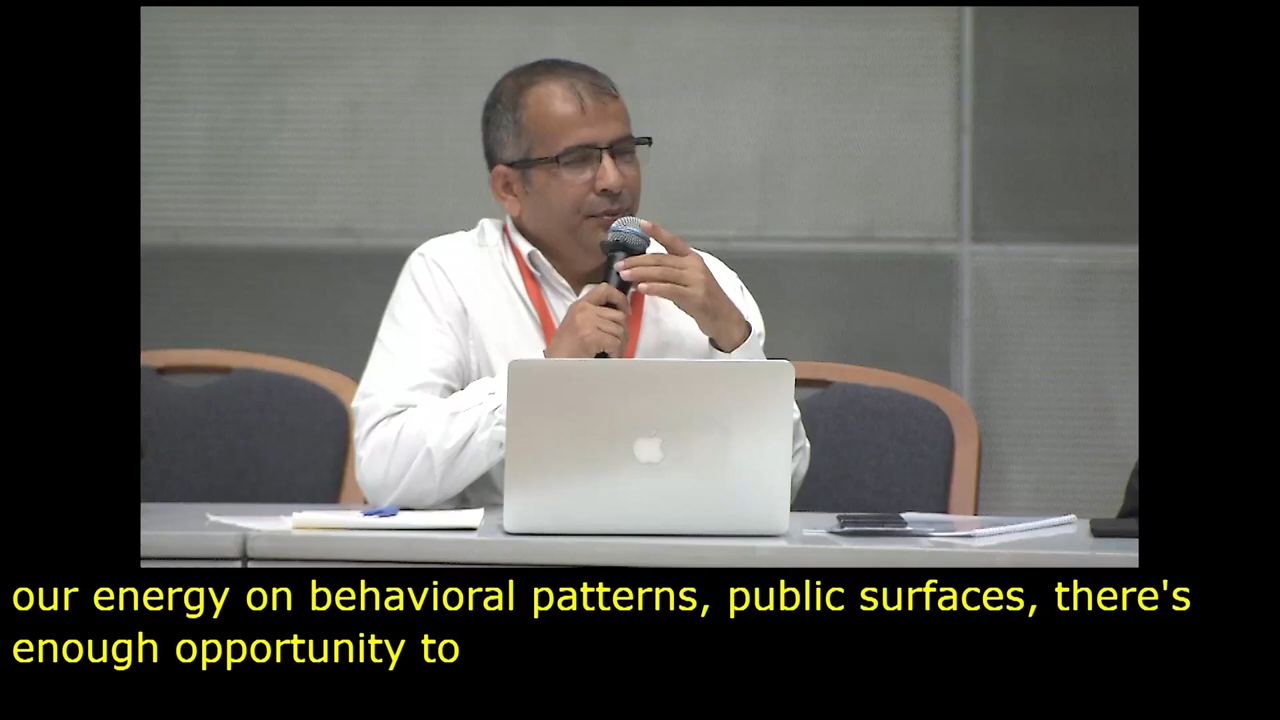 our energy on behavioral patterns, public surfaces, there's
enough opportunity to